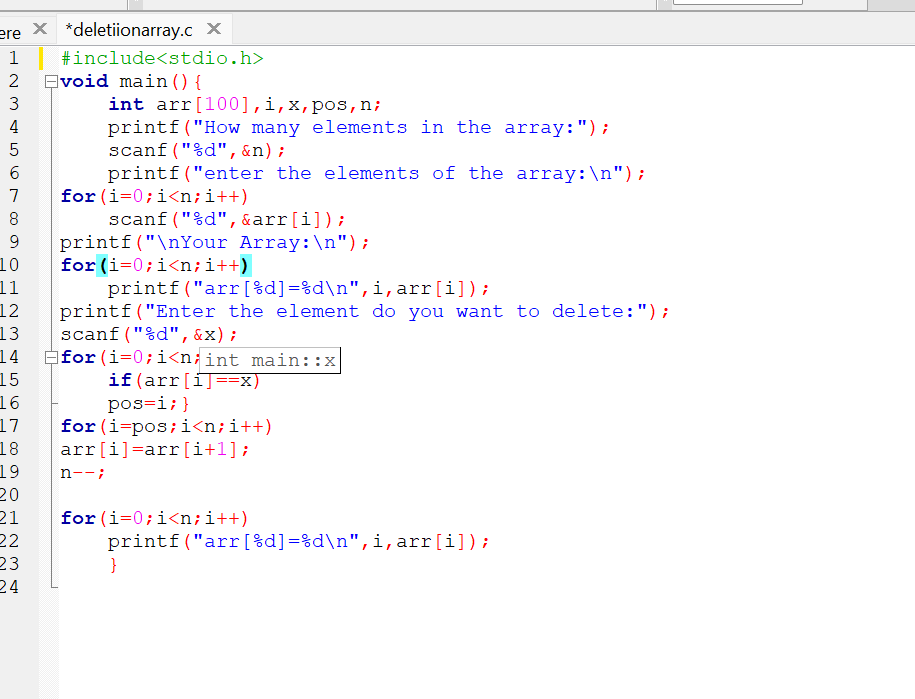 ere
*deletiionarray.c
1 #include<stdio.h>
2 void main(){
3 int arr[100],i,x,pos,n;
4 printf("How many elements in the array:");
5 scanf("%d",&n);
6 printf("enter the elements of the array:\n");
7 for(i=0;i<n;i++)
8 scanf("%d",&arr[i]);
9 printf("\nYour Array:\n");
10 for(i=0;i<n;i++)
11 printf("arr[%d]=%d\n",i,arr[i]);
12 printf("Enter the element do you want to delete:");
13 scanf("%d",&x);
14 for(i=0;i<n; int main::x
15 if(arr[i]==x)
16 pos=i;}
17 for(i=pos;i<n;i++)
18 arr[i]=arr[i+1];
19 n--;
20
21 for(i=0;i<n;i++)
22 printf("arr[%d]=%d\n",i,arr[i]);
23 }
24